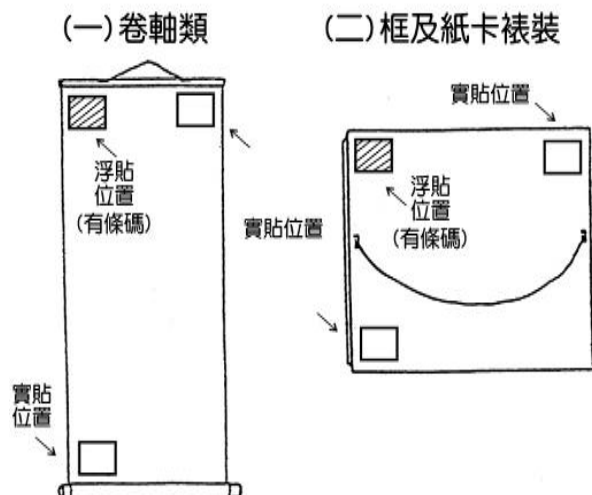 (一)卷軸類
浮貼
位置
(有條碼)
實貼位置
實貼
位置
(二)框及紙卡裱裝
實貼位置
浮貼
位置
(有條碼)